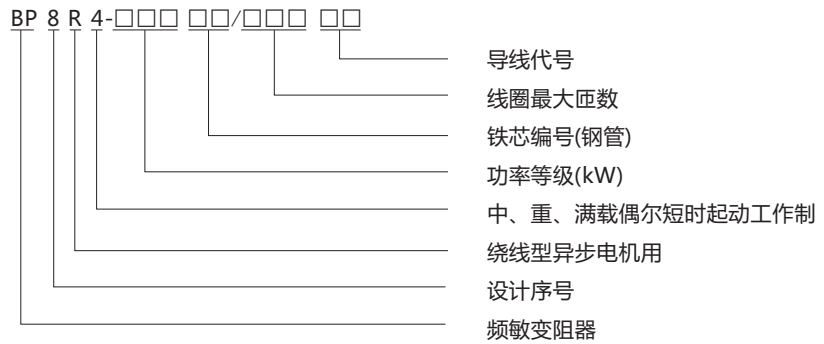 BP 8 R 4-□□□ □□/□□□ □□
导线代号
线圈最大匝数
铁芯编号(钢管)
功率等级(kW)
中、重、满载偶尔短时起动工作制
绕线型异步电机用
设计序号
频敏变阻器